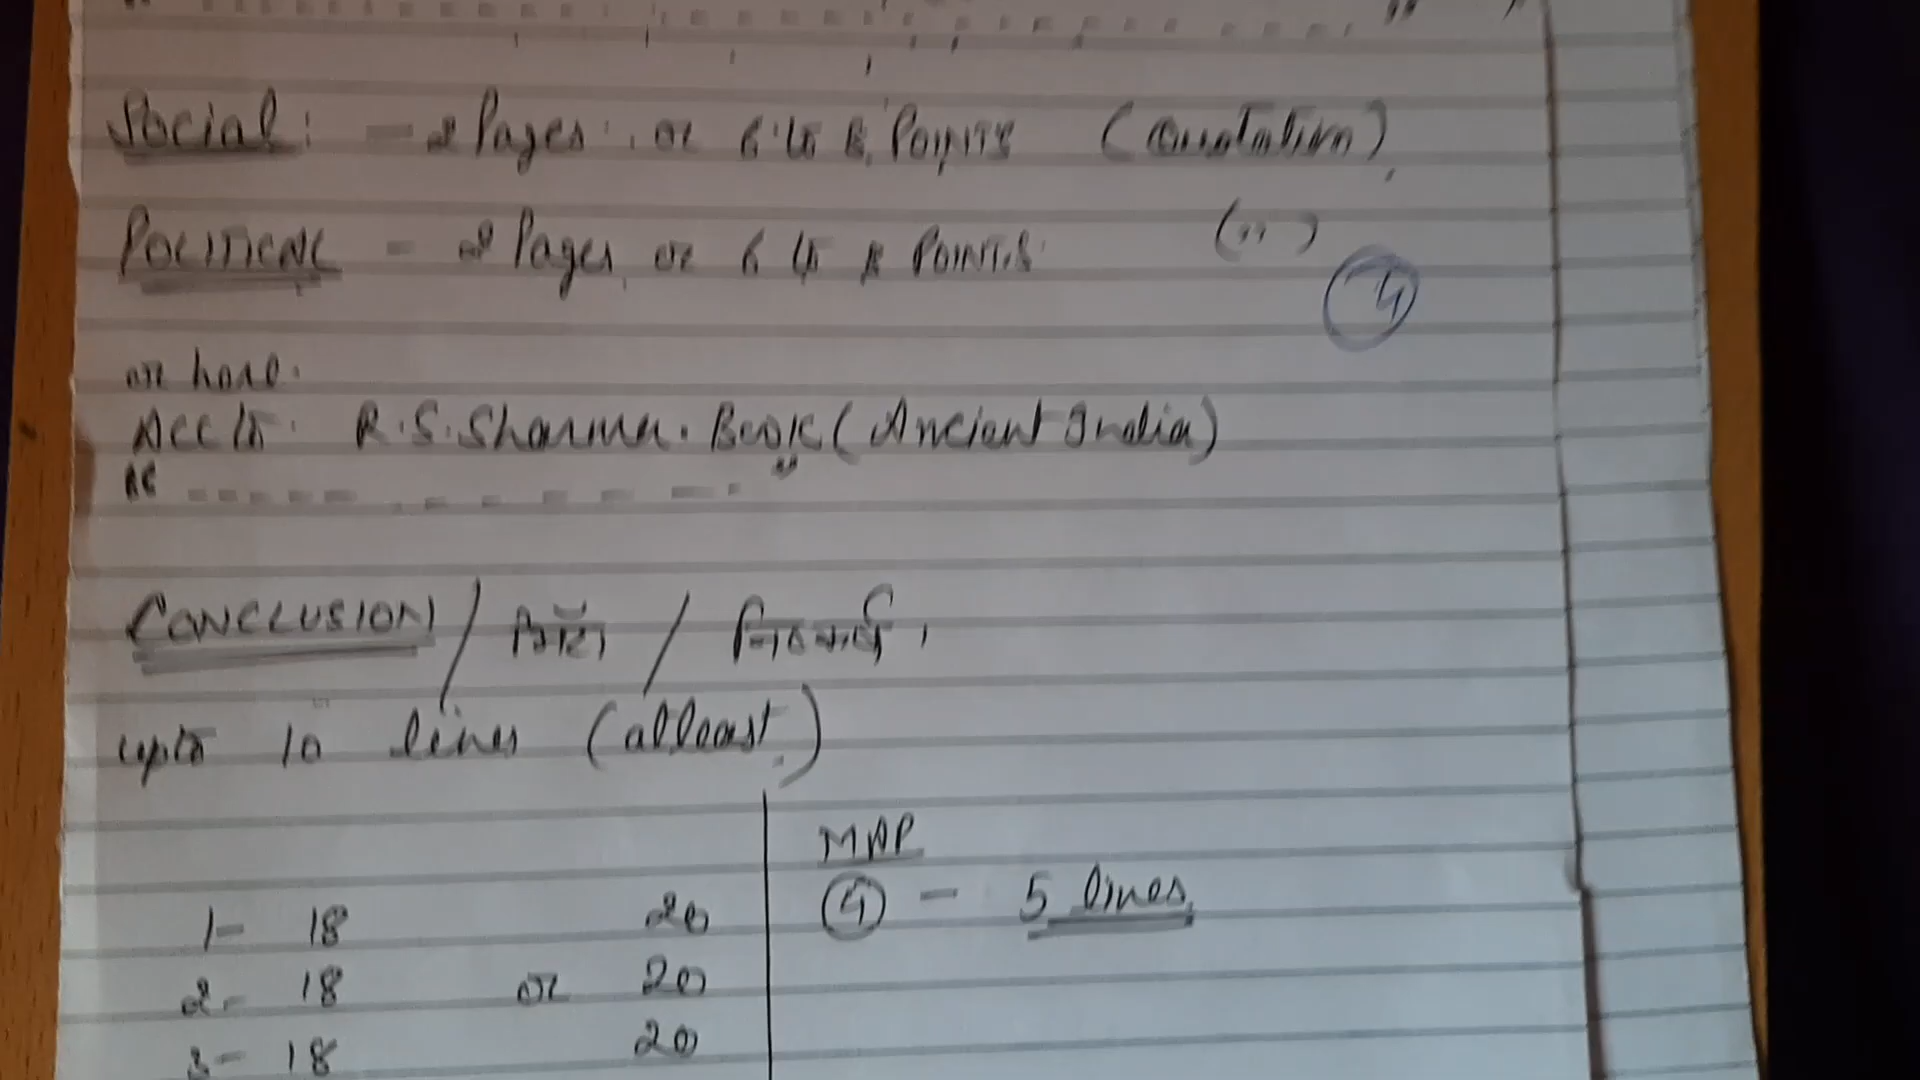 Social: - 2 Pages or 6 to 8 Points (Quotation)
POLITICAL - 2 Pages or 6 to 8 POINTS (")
4
or here.
Acc to R.S. Sharma. Book (Ancient India)
CONCLUSION / / निष्कर्ष
upto 10 lines (atleast)
MAP
4 - 5 lines
1- 18 20
2- 18 or 20
3- 18 20